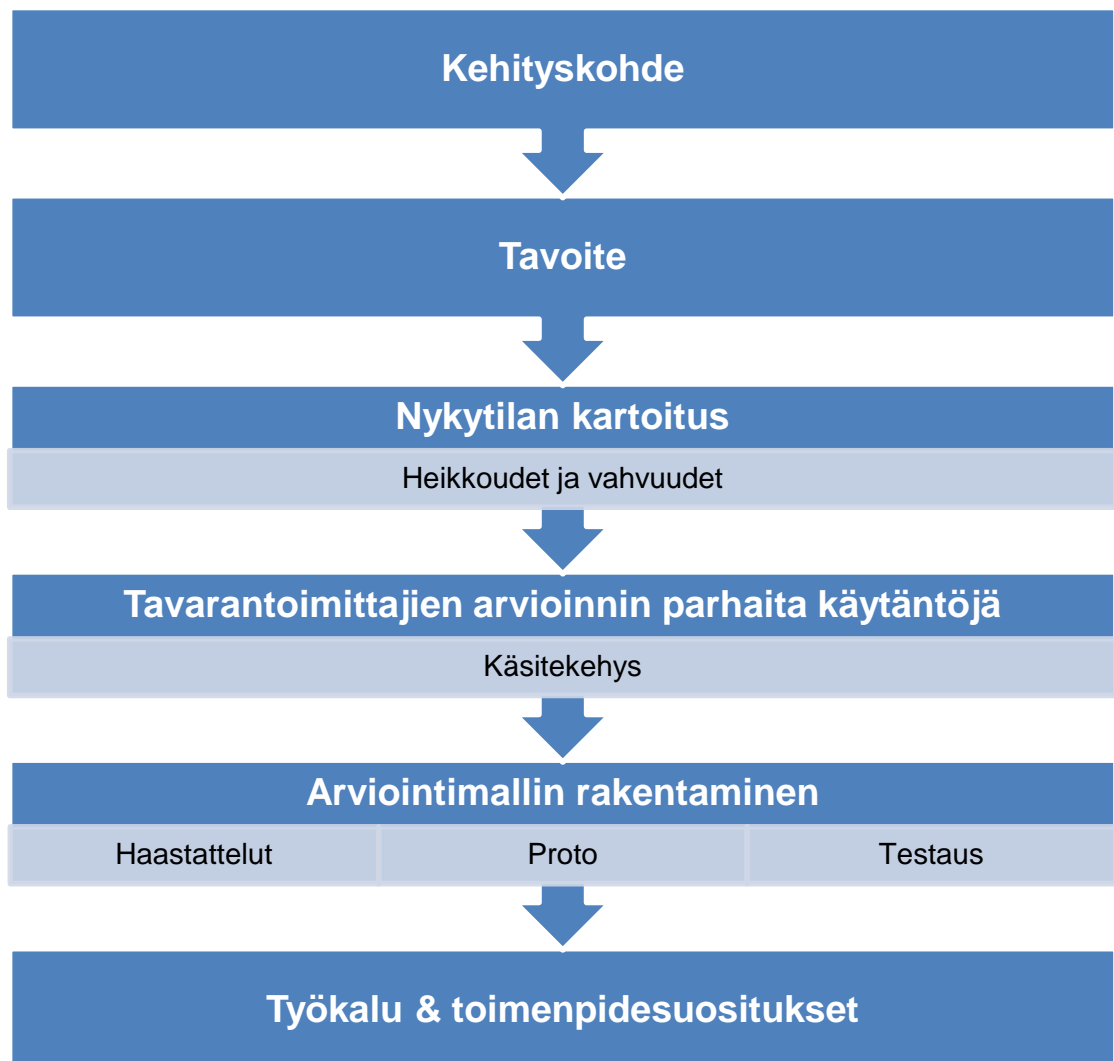 Kehityskohde
Tavoite
Nykytilan kartoitus
Heikkoudet ja vahvuudet
Tavarantoimittajien arvioinnin parhaita käytäntöjä
Käsitekehys
Arviointimallin rakentaminen
Haastattelut
Proto
Testaus
Työkalu & toimenpidesuositukset